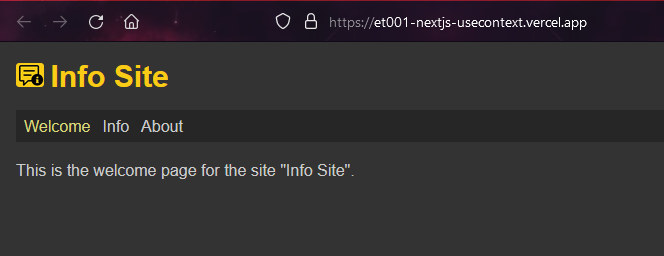 https://et001-nextjs-usecontext.vercel.app
Info Site
Welcome Info About
This is the welcome page for the site "Info Site".